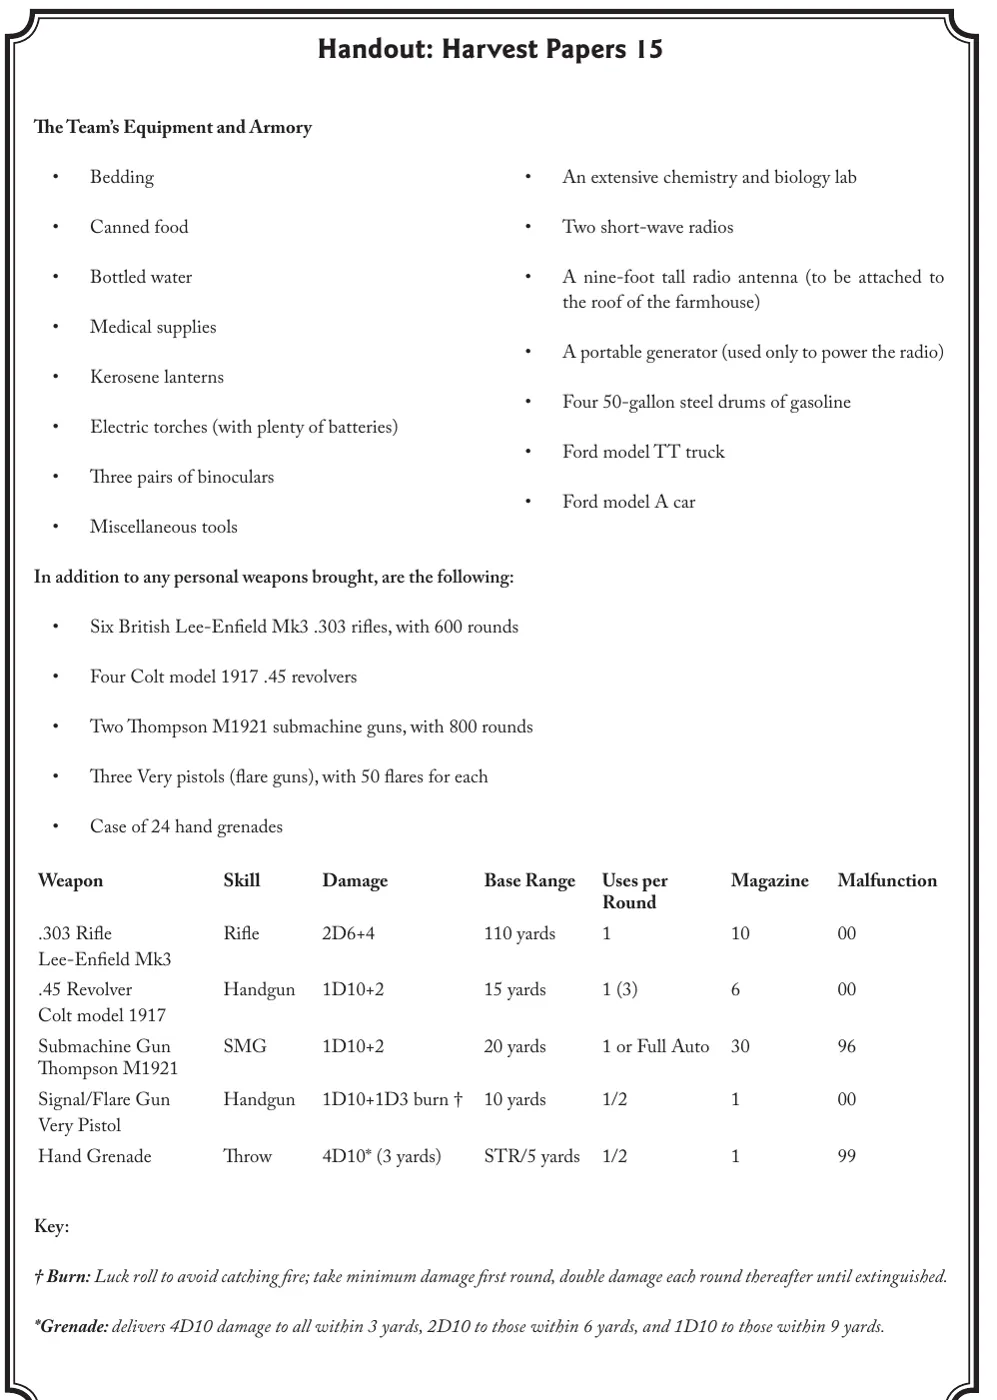 Handout: Harvest Papers 15
The Team's Equipment and Armory
• Bedding
• Canned food
• Bottled water
• Medical supplies
• Kerosene lanterns
• Electric torches (with plenty of batteries)
• Three pairs of binoculars
• Miscellaneous tools
• An extensive chemistry and biology lab
• Two short-wave radios
• A nine-foot tall radio antenna (to be attached to
the roof of the farmhouse)
• A portable generator (used only to power the radio)
• Four 50-gallon steel drums of gasoline
• Ford model TT truck
• Ford model A car
In addition to any personal weapons brought, are the following:
• Six British Lee-Enfield Mk3 .303 rifles, with 600 rounds
• Four Colt model 1917 .45 revolvers
• Two Thompson M1921 submachine guns, with 800 rounds
• Three Very pistols (flare guns), with 50 flares for each
• Case of 24 hand grenades
Weapon Skill Damage Base Range Uses per Magazine Malfunction
Round
.303 Rifle Rifle 2D6+4 110 yards 1 10 00
Lee-Enfield Mk3
.45 Revolver Handgun 1D10+2 15 yards 1 (3) 6 00
Colt model 1917
Submachine Gun SMG 1D10+2 20 yards 1 or Full Auto 30 96
Thompson M1921
Signal/Flare Gun Handgun 1D10+1D3 burn † 10 yards 1/2 1 00
Very Pistol
Hand Grenade Throw 4D10* (3 yards) STR/5 yards 1/2 1 99
Key:
† Burn: Luck roll to avoid catching fire; take minimum damage first round, double damage each round thereafter until extinguished.
*Grenade: delivers 4D10 damage to all within 3 yards, 2D10 to those within 6 yards, and 1D10 to those within 9 yards.